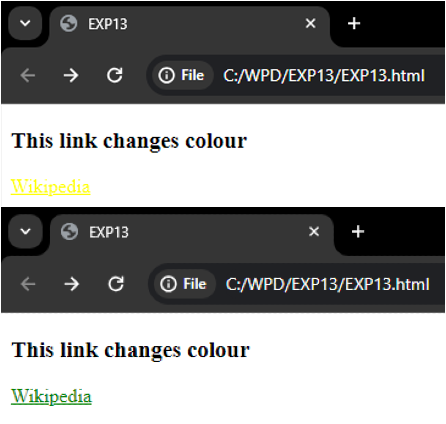 EXP13
File C:/WPD/EXP13/EXP13.html
This link changes colour
Wikipedia
EXP13
File C:/WPD/EXP13/EXP13.html
This link changes colour
Wikipedia